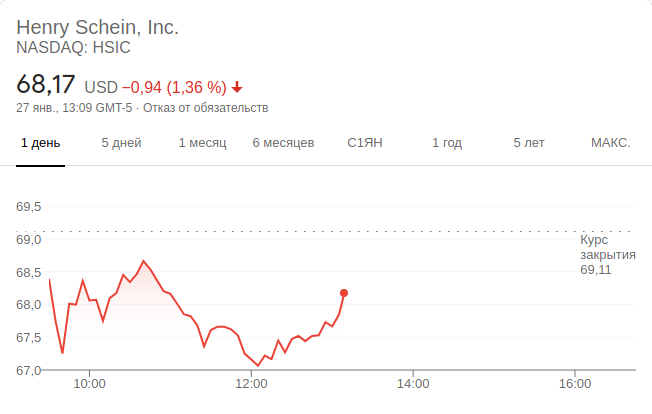 Henry Schein, Inc.
NASDAQ: HSIC
68,17 USD −0,94 (1,36 %)
27 янв., 13:09 GMT-5 · Отказ от обязательств
1 день 5 дней 1 месяц 6 месяцев С1ЯН 1 год 5 лет МАКС.
69,5
69,0
68,5
68,0
67,5
67,0
Курс
закрытия
69,11
10:00 12:00 14:00 16:00